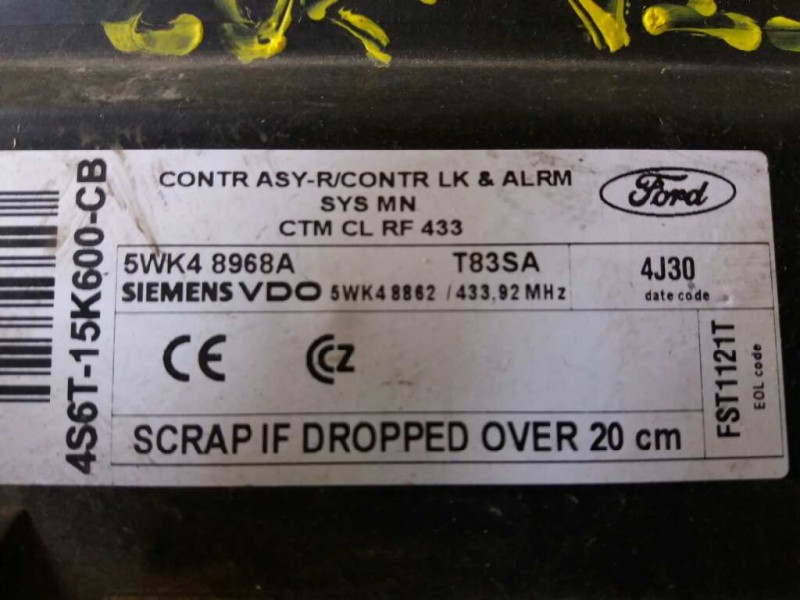 CONTR ASY-R/CONTR LK & ALRM
SYS MN
CTM CL RF 433
Ford
5WK4 8968A T83SA
4J30
date code
SIEMENS VDO 5WK4 8862 / 433,92 MHz
CE CCZ
FST1121T
EOL code
SCRAP IF DROPPED OVER 20 cm
4S6T-15K600-CB